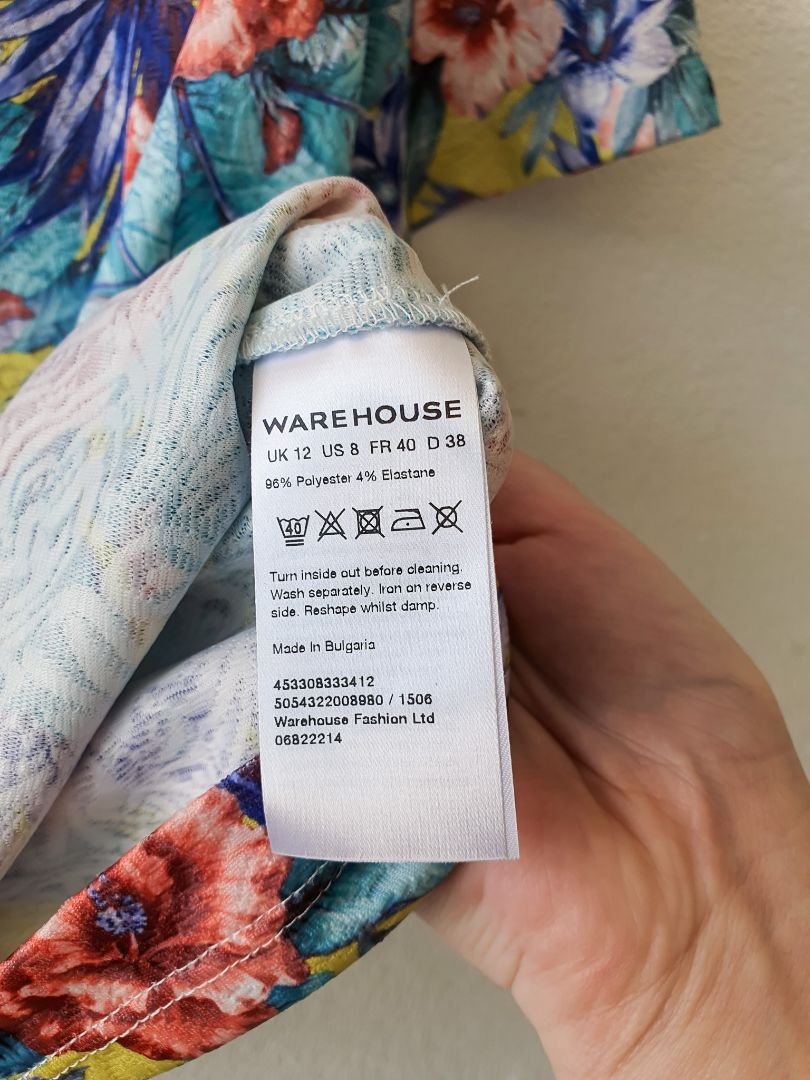 WAREHOUSE
UK 12 US 8 FR 40 D 38
96% Polyester 4% Elastane
40
Turn inside out before cleaning.
Wash separately. Iron on reverse
side. Reshape whilst damp.
Made In Bulgaria
453308333412
5054322008980 / 1506
Warehouse Fashion Ltd
06822214